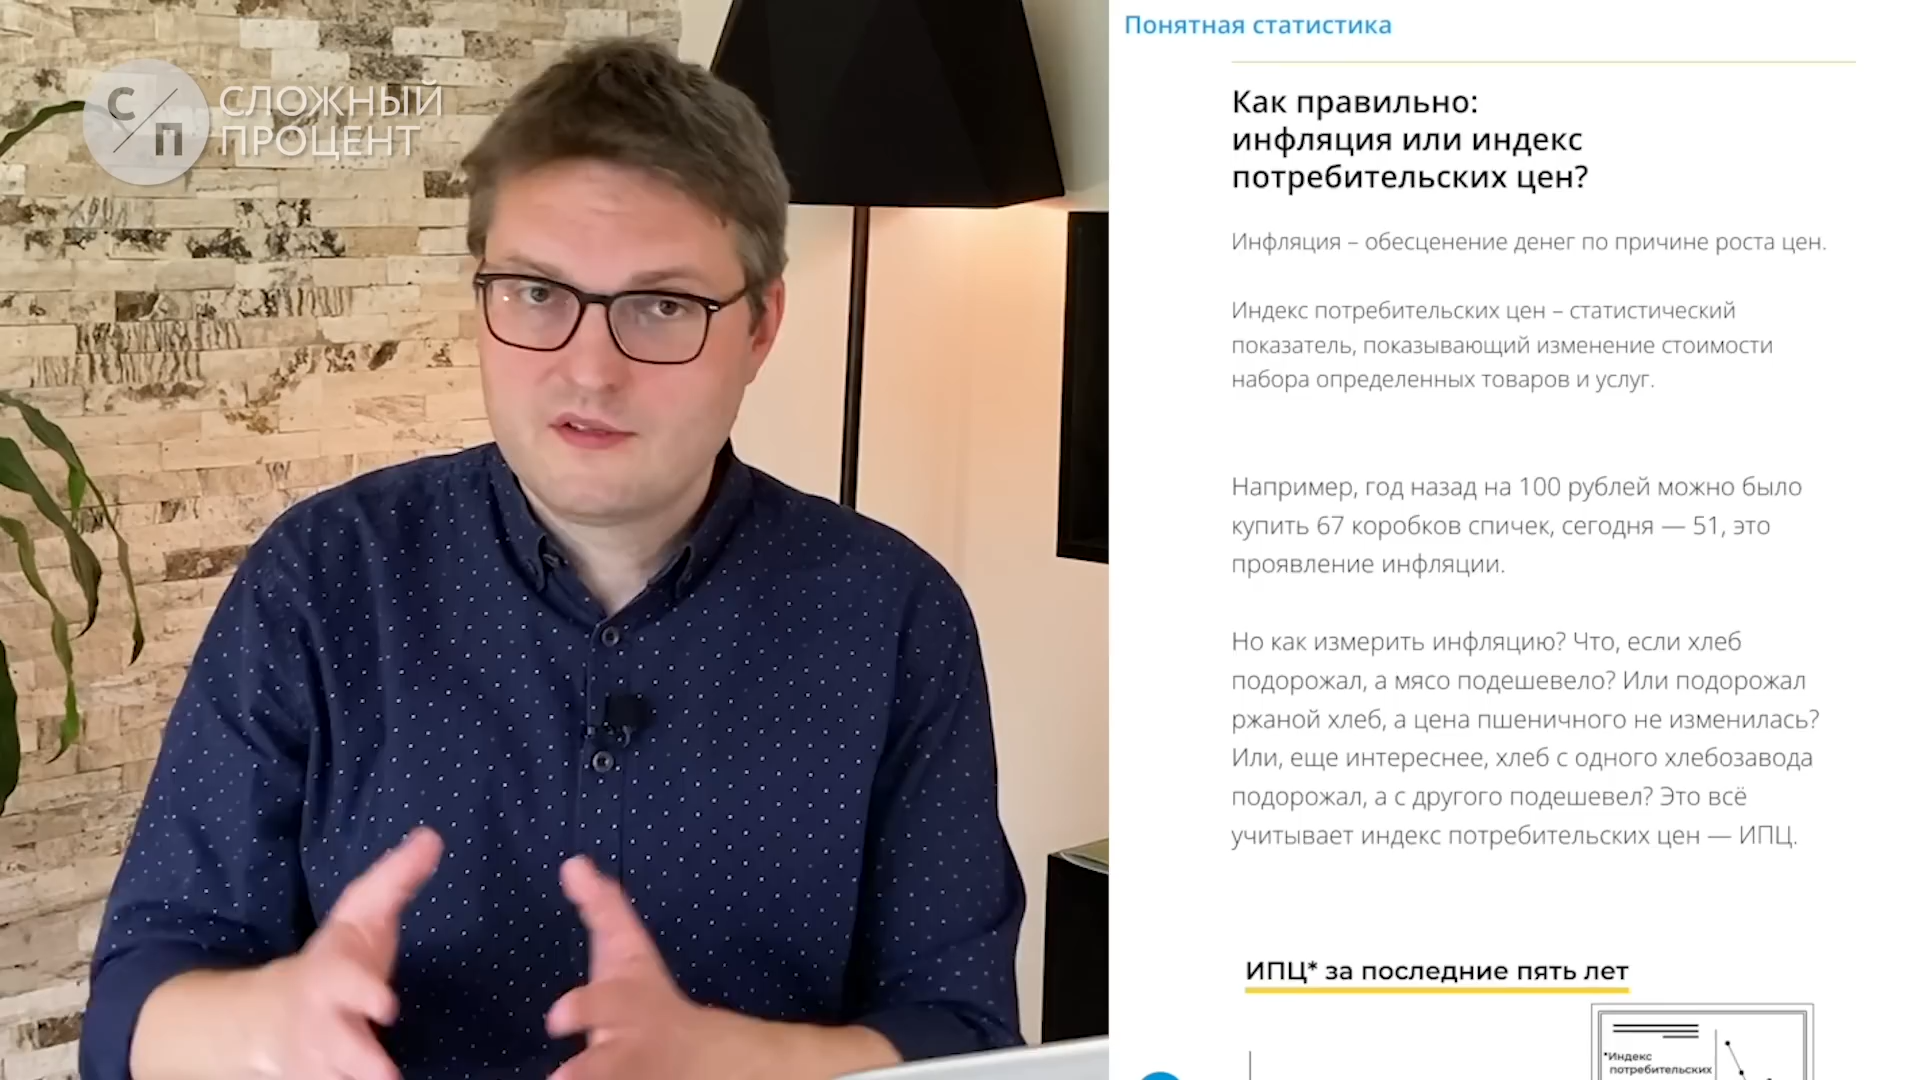 С/П
СЛОЖНЫЙ
ПРОЦЕНТ
Понятная статистика
Как правильно:
инфляция или индекс
потребительских цен?
Инфляция – обесценение денег по причине роста цен.
Индекс потребительских цен – статистический
показатель, показывающий изменение стоимости
набора определенных товаров и услуг.
Например, год назад на 100 рублей можно было
купить 67 коробков спичек, сегодня — 51, это
проявление инфляции.
Но как измерить инфляцию? Что, если хлеб
подорожал, а мясо подешевело? Или подорожал
ржаной хлеб, а цена пшеничного не изменилась?
Или, еще интереснее, хлеб с одного хлебозавода
подорожал, а с другого подешевел? Это всё
учитывает индекс потребительских цен — ИПЦ.
ИПЦ* за последние пять лет
*Индекс
потребительских